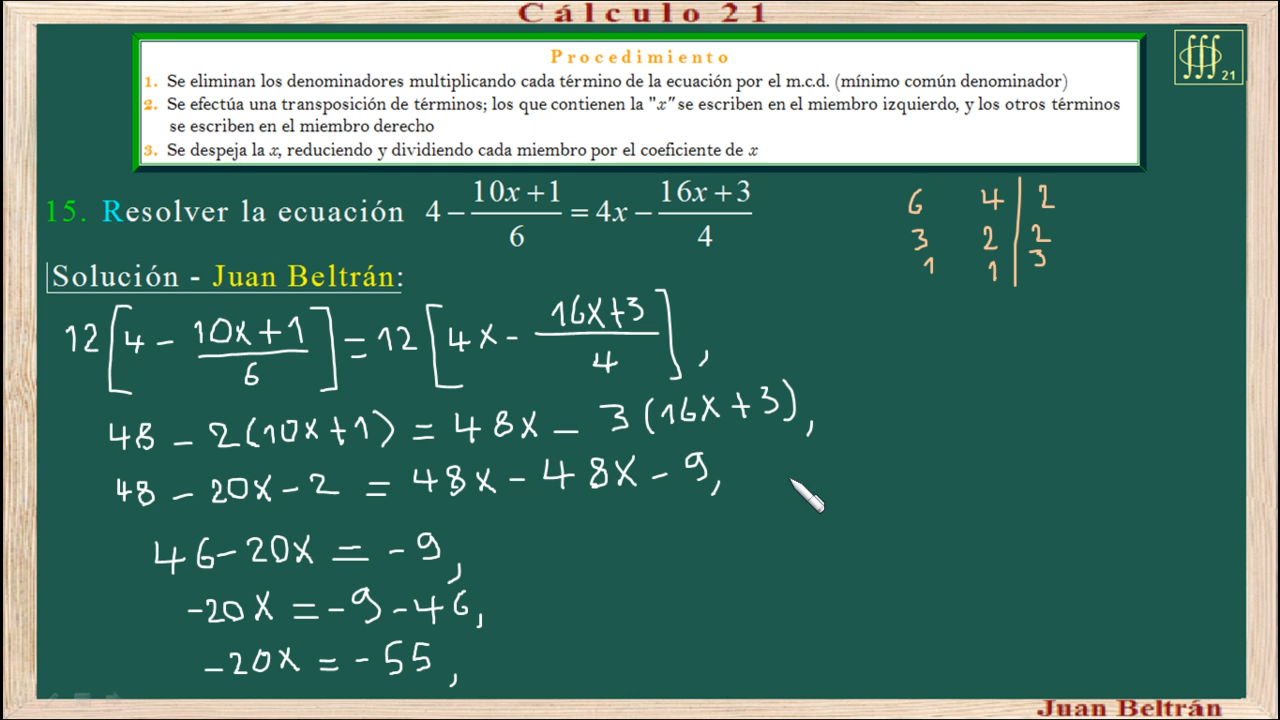 Cálculo 21
Procedimiento
1. Se eliminan los denominadores multiplicando cada término de la ecuación por el m.c.d. (mínimo común denominador)
2. Se efectúa una transposición de términos; los que contienen la "x" se escriben en el miembro izquierdo, y los otros términos
se escriben en el miembro derecho
3. Se despeja la x, reduciendo y dividiendo cada miembro por el coeficiente de x
∫∫∫ 21
15. Resolver la ecuación 4 − (10x + 1)/6 = 4x − (16x + 3)/4
6 4 | 2
3 2 | 2
1 1 | 3
Solución - Juan Beltrán:
12[4 − (10x + 1)/6] = 12[4x − (16x + 3)/4],
48 − 2(10x + 1) = 48x − 3(16x + 3),
48 − 20x − 2 = 48x − 48x − 9,
46 − 20x = −9,
−20x = −9 − 46,
−20x = −55,
Juan Beltrán